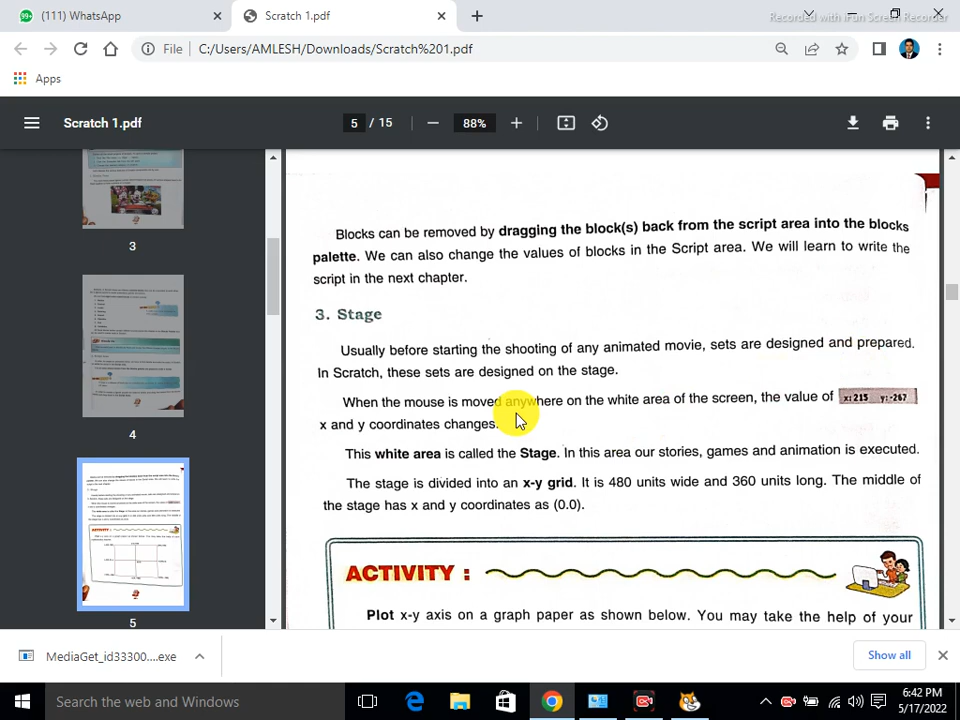 99+ (111) WhatsApp
Scratch 1.pdf
Recorded with iFun Screen Recorder
File C:/Users/AMLESH/Downloads/Scratch%201.pdf
Apps
Scratch 1.pdf 5 / 15 88%
3
4
5
Blocks can be removed by dragging the block(s) back from the script area into the blocks
palette. We can also change the values of blocks in the Script area. We will learn to write the
script in the next chapter.
3. Stage
Usually before starting the shooting of any animated movie, sets are designed and prepared.
In Scratch, these sets are designed on the stage.
When the mouse is moved anywhere on the white area of the screen, the value of x: 215 y: -267
x and y coordinates changes.
This white area is called the Stage. In this area our stories, games and animation is executed.
The stage is divided into an x-y grid. It is 480 units wide and 360 units long. The middle of
the stage has x and y coordinates as (0.0).
ACTIVITY :
Plot x-y axis on a graph paper as shown below. You may take the help of your
MediaGet_id33300....exe
Show all
Search the web and Windows
6:42 PM
5/17/2022